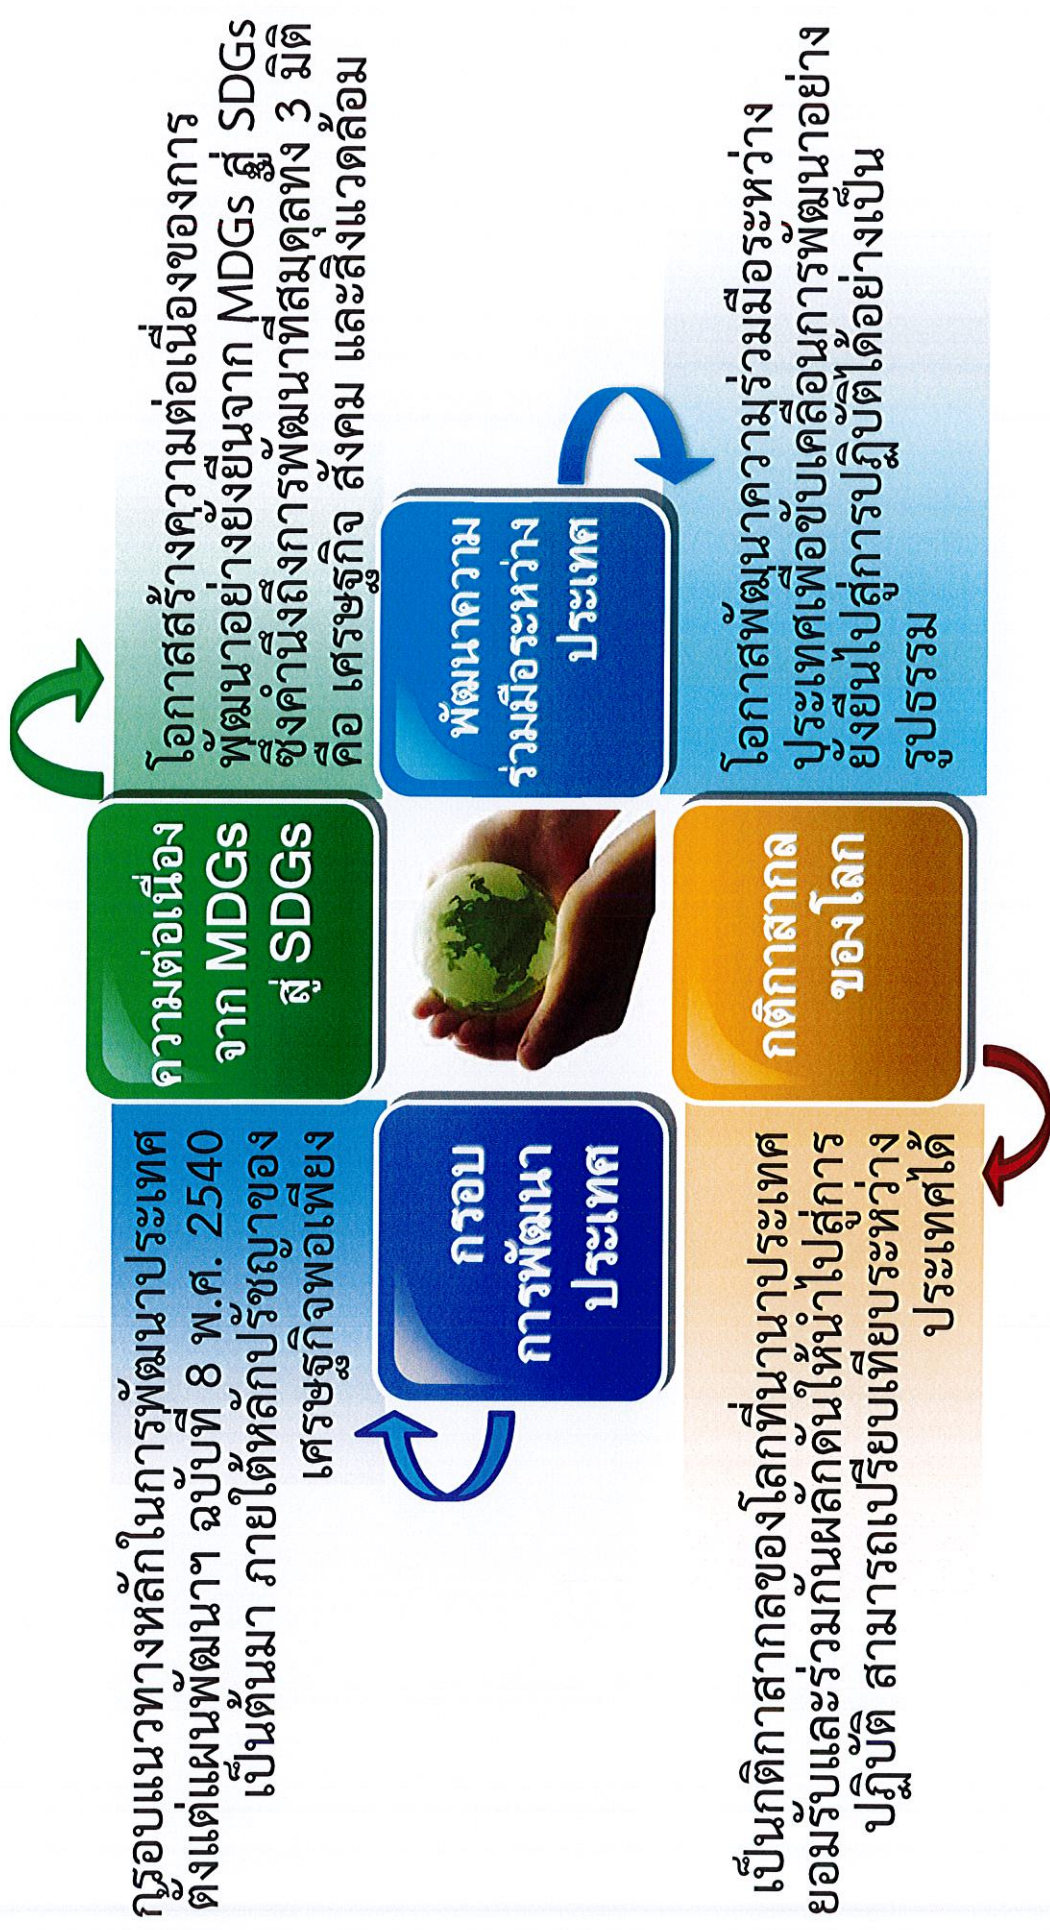 กรอบแนวทางหลักในการพัฒนาประเทศ
ตั้งแต่แผนพัฒนาฯ ฉบับที่ 8 พ.ศ. 2540
เป็นต้นมา ภายใต้หลักปรัชญาของ
เศรษฐกิจพอเพียง
ความต่อเนื่อง
จาก MDGs
สู่ SDGs
โอกาสสร้างความต่อเนื่องของการ
พัฒนาอย่างยั่งยืนจาก MDGs สู่ SDGs
ซึ่งคำนึงถึงการพัฒนาที่สมดุลทั้ง 3 มิติ
คือ เศรษฐกิจ สังคม และสิ่งแวดล้อม
กรอบ
การพัฒนา
ประเทศ
พัฒนาความ
ร่วมมือระหว่าง
ประเทศ
เป็นกติกาสากลของโลกที่นานาประเทศ
ยอมรับและร่วมกันผลักดันให้นำไปสู่การ
ปฏิบัติ สามารถเปรียบเทียบระหว่าง
ประเทศได้
กติกาสากล
ของโลก
โอกาสพัฒนาความร่วมมือระหว่าง
ประเทศเพื่อขับเคลื่อนการพัฒนาอย่าง
ยั่งยืนไปสู่การปฏิบัติได้อย่างเป็น
รูปธรรม